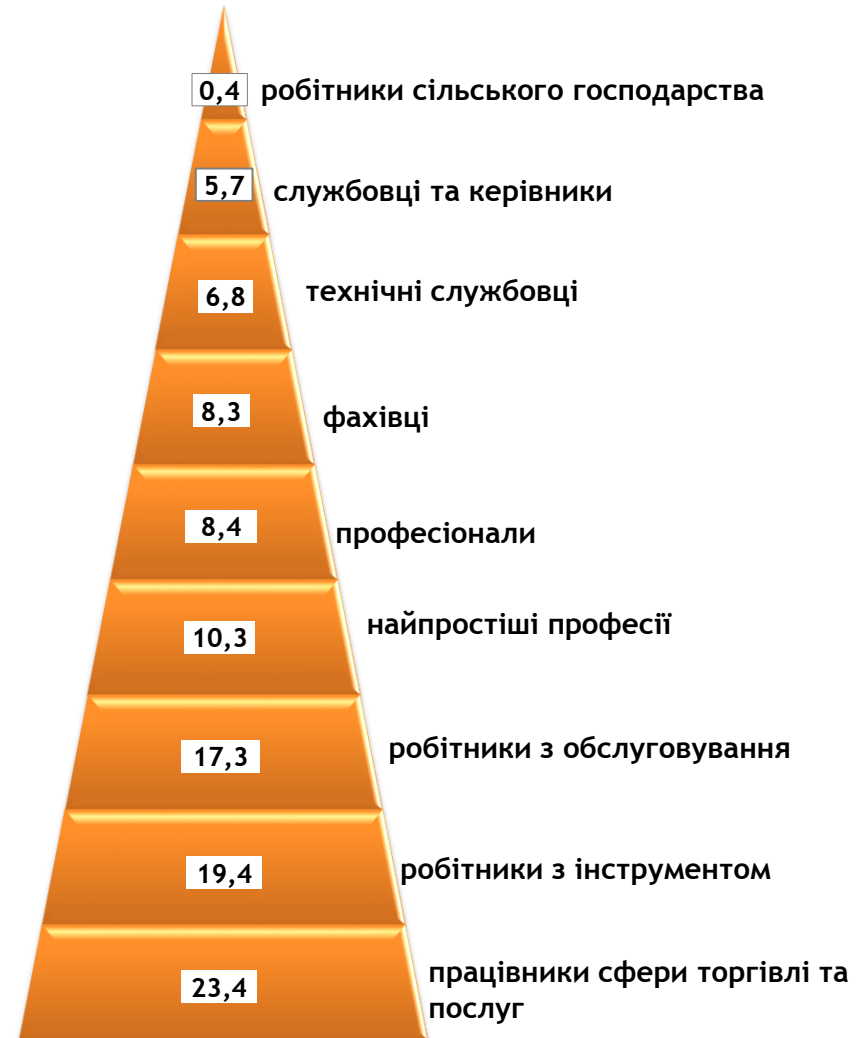 0,4 робітники сільського господарства
5,7 службовці та керівники
6,8 технічні службовці
8,3 фахівці
8,4 професіонали
10,3 найпростіші професії
17,3 робітники з обслуговування
19,4 робітники з інструментом
23,4 працівники сфери торгівлі та
послуг